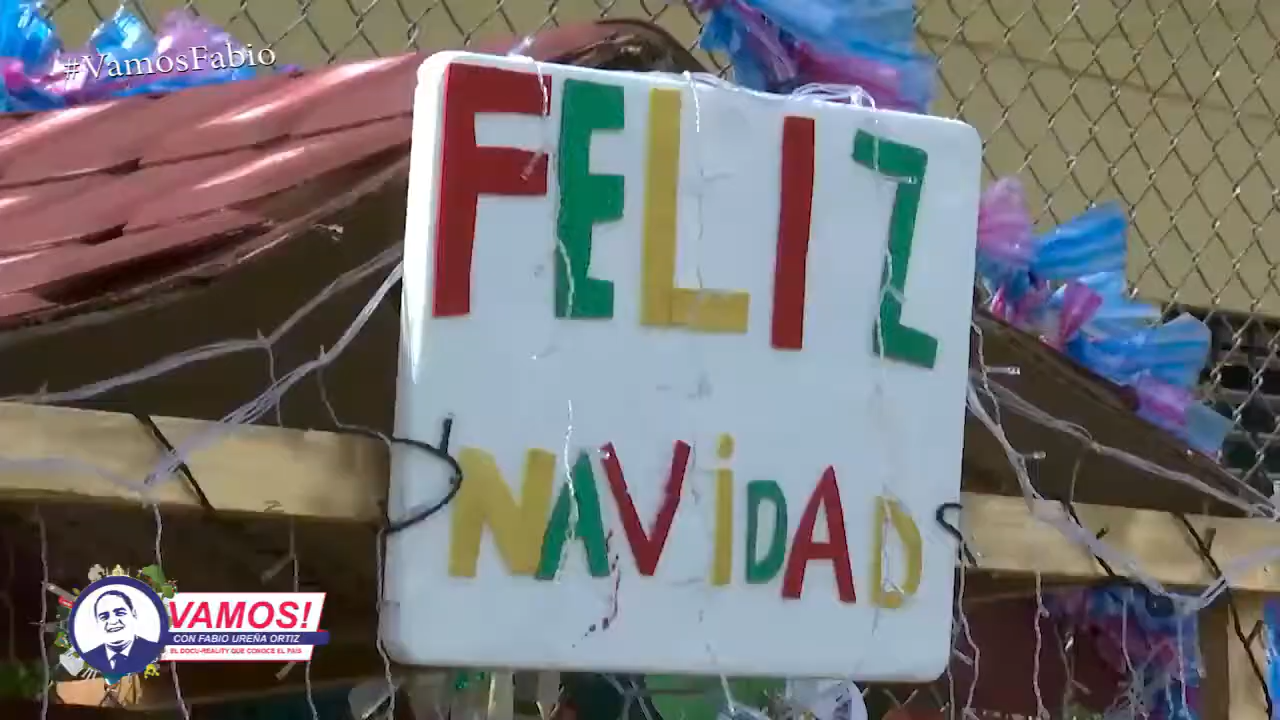 #VamosFabio
FELIZ
NAViDAD
VAMOS!
CON FABIO UREÑA ORTIZ
EL DOCU-REALITY QUE CONOCE EL PAÍS